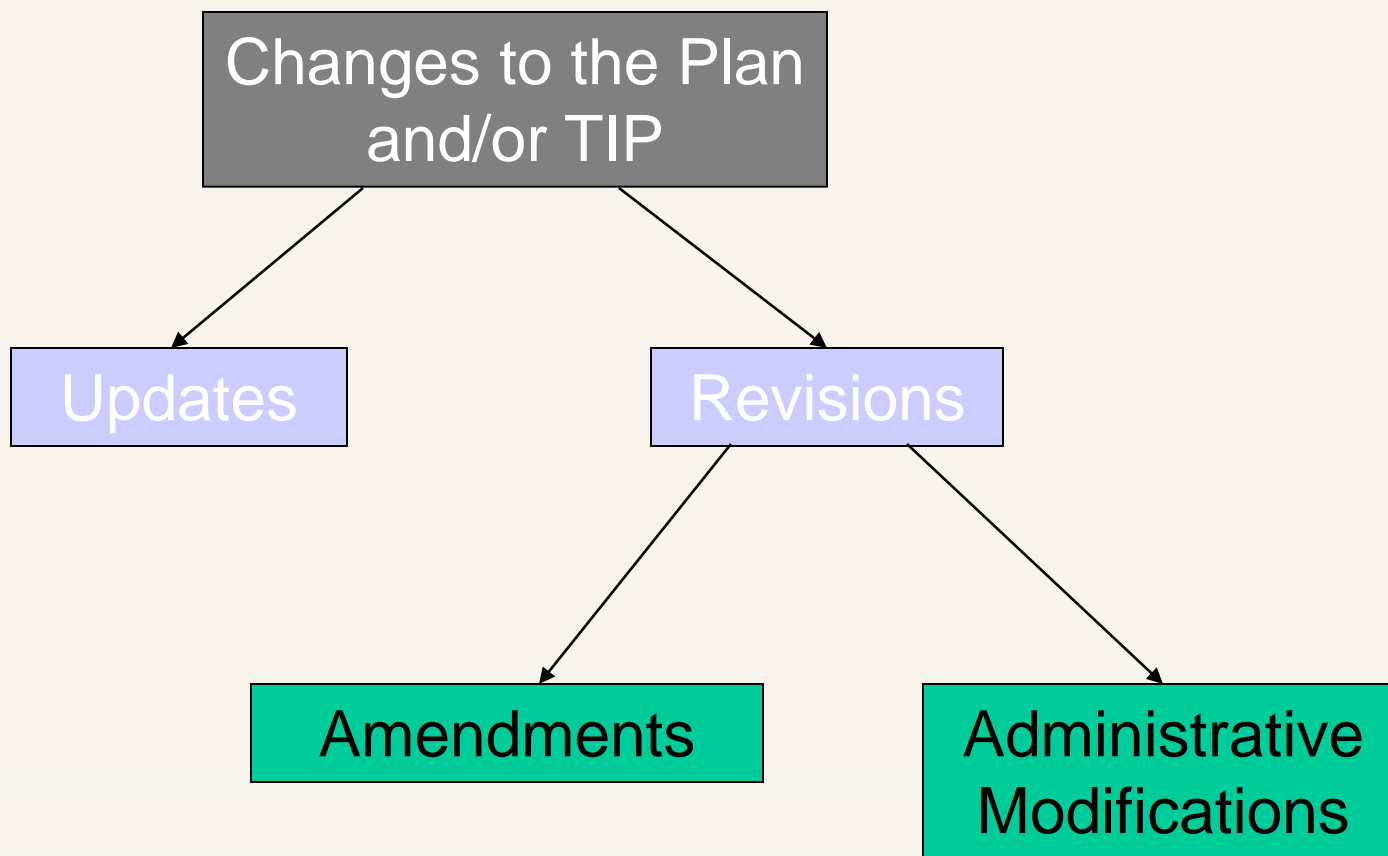 Changes to the Plan
and/or TIP
Updates
Revisions
Amendments
Administrative
Modifications